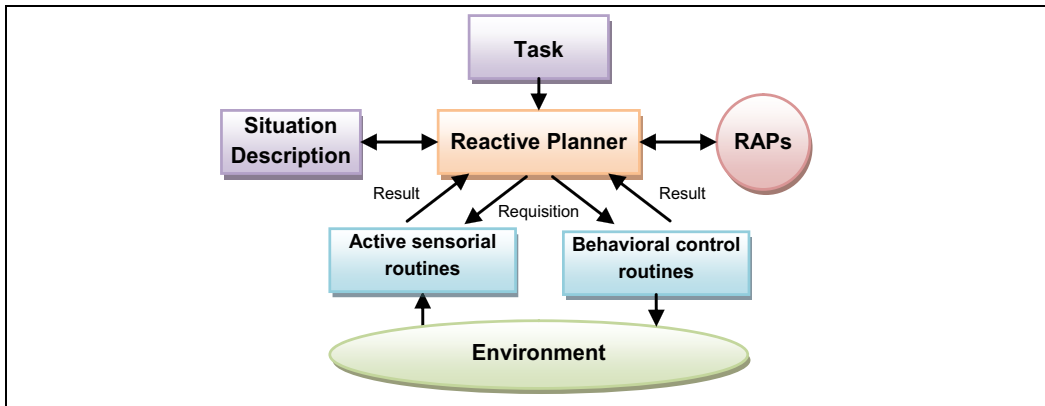 Task
Situation
Description
Reactive Planner
RAPs
Result
Requisition
Result
Active sensorial
routines
Behavioral control
routines
Environment